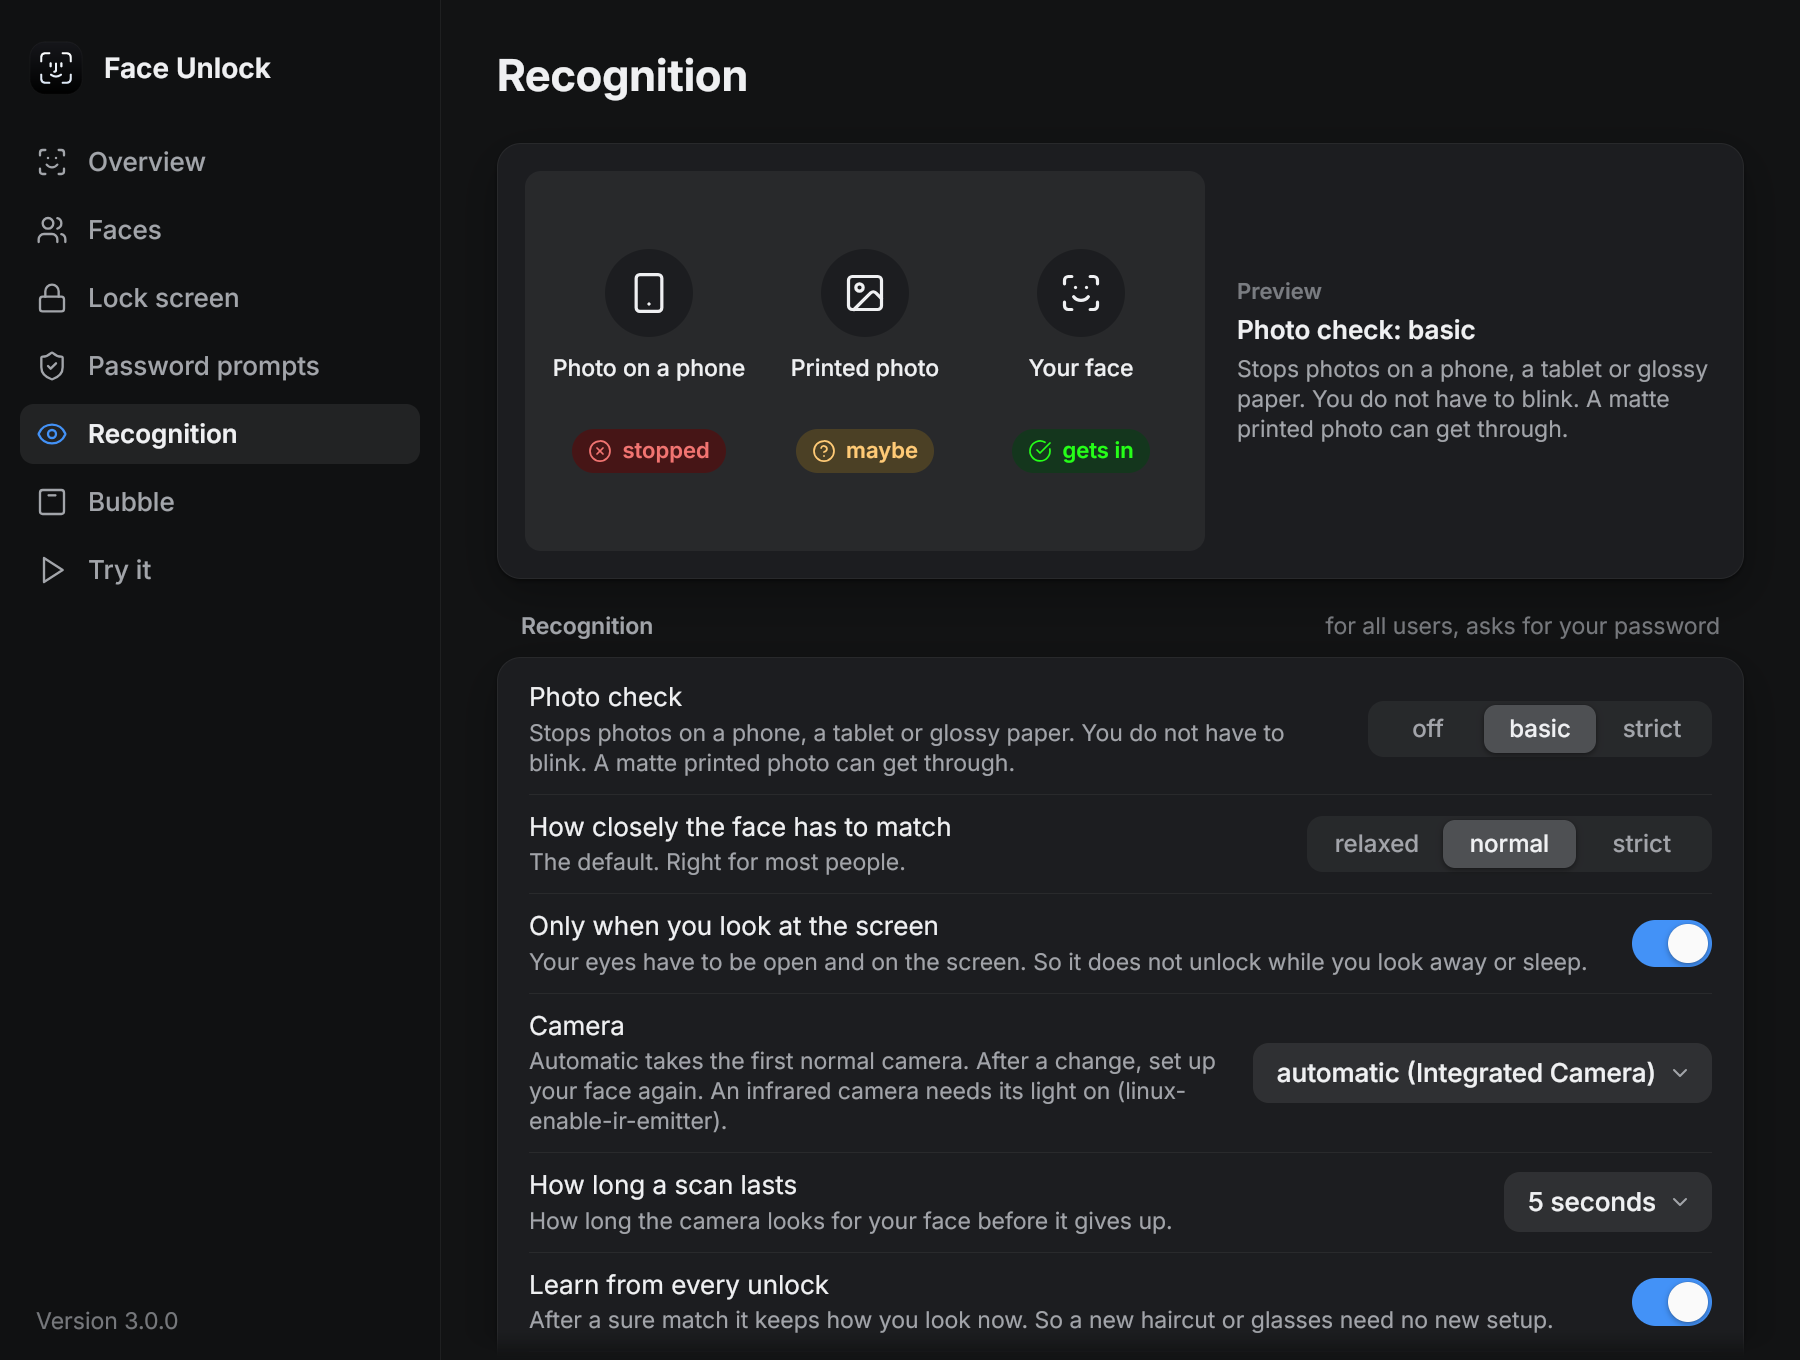 Face Unlock
Overview
Faces
Lock screen
Password prompts
Recognition
Bubble
Try it
Version 3.0.0
Recognition
Photo on a phone
Printed photo
Your face
stopped
maybe
gets in
Preview
Photo check: basic
Stops photos on a phone, a tablet or glossy
paper. You do not have to blink. A matte
printed photo can get through.
Recognition
for all users, asks for your password
Photo check
Stops photos on a phone, a tablet or glossy paper. You do not have to
blink. A matte printed photo can get through.
off
basic
strict
How closely the face has to match
The default. Right for most people.
relaxed
normal
strict
Only when you look at the screen
Your eyes have to be open and on the screen. So it does not unlock while you look away or sleep.
Camera
Automatic takes the first normal camera. After a change, set up
your face again. An infrared camera needs its light on (linux-
enable-ir-emitter).
automatic (Integrated Camera)
How long a scan lasts
How long the camera looks for your face before it gives up.
5 seconds
Learn from every unlock
After a sure match it keeps how you look now. So a new haircut or glasses need no new setup.